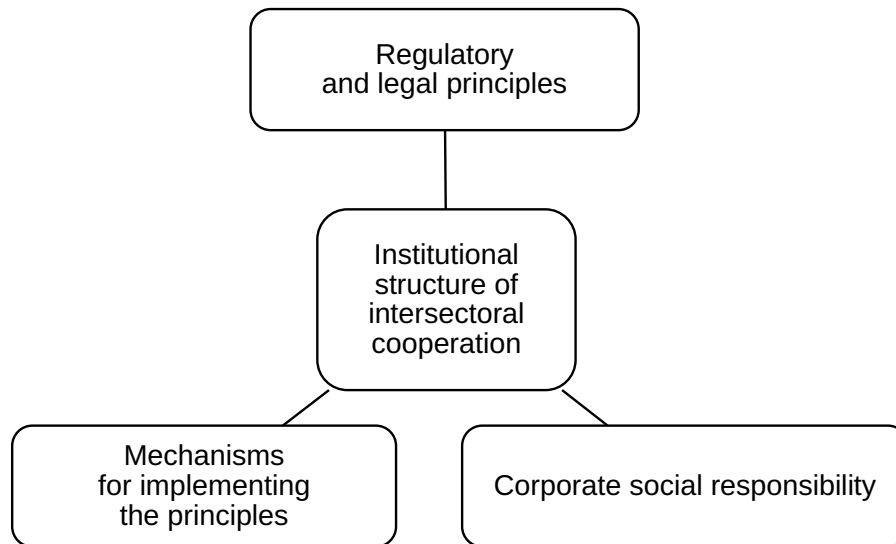 Regulatory
and legal principles
Institutional
structure of
intersectoral
cooperation
Mechanisms
for implementing
the principles
Corporate social responsibility